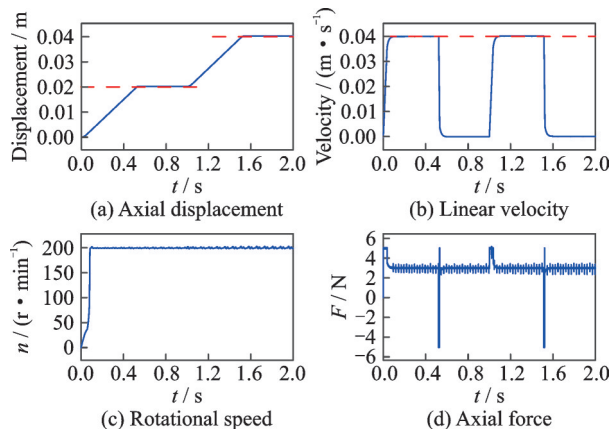 Displacement / m
0.04
0.03
0.02
0.01
0.00
0.0 0.4 0.8 1.2 1.6 2.0
t / s
(a) Axial displacement
Velocity / (m • s⁻¹)
0.04
0.03
0.02
0.01
0.00
0.0 0.4 0.8 1.2 1.6 2.0
t / s
(b) Linear velocity
n / (r • min⁻¹)
200
150
100
50
0
0.0 0.4 0.8 1.2 1.6 2.0
t / s
(c) Rotational speed
F / N
6
4
2
0
−2
−4
−6
0.0 0.4 0.8 1.2 1.6 2.0
t / s
(d) Axial force